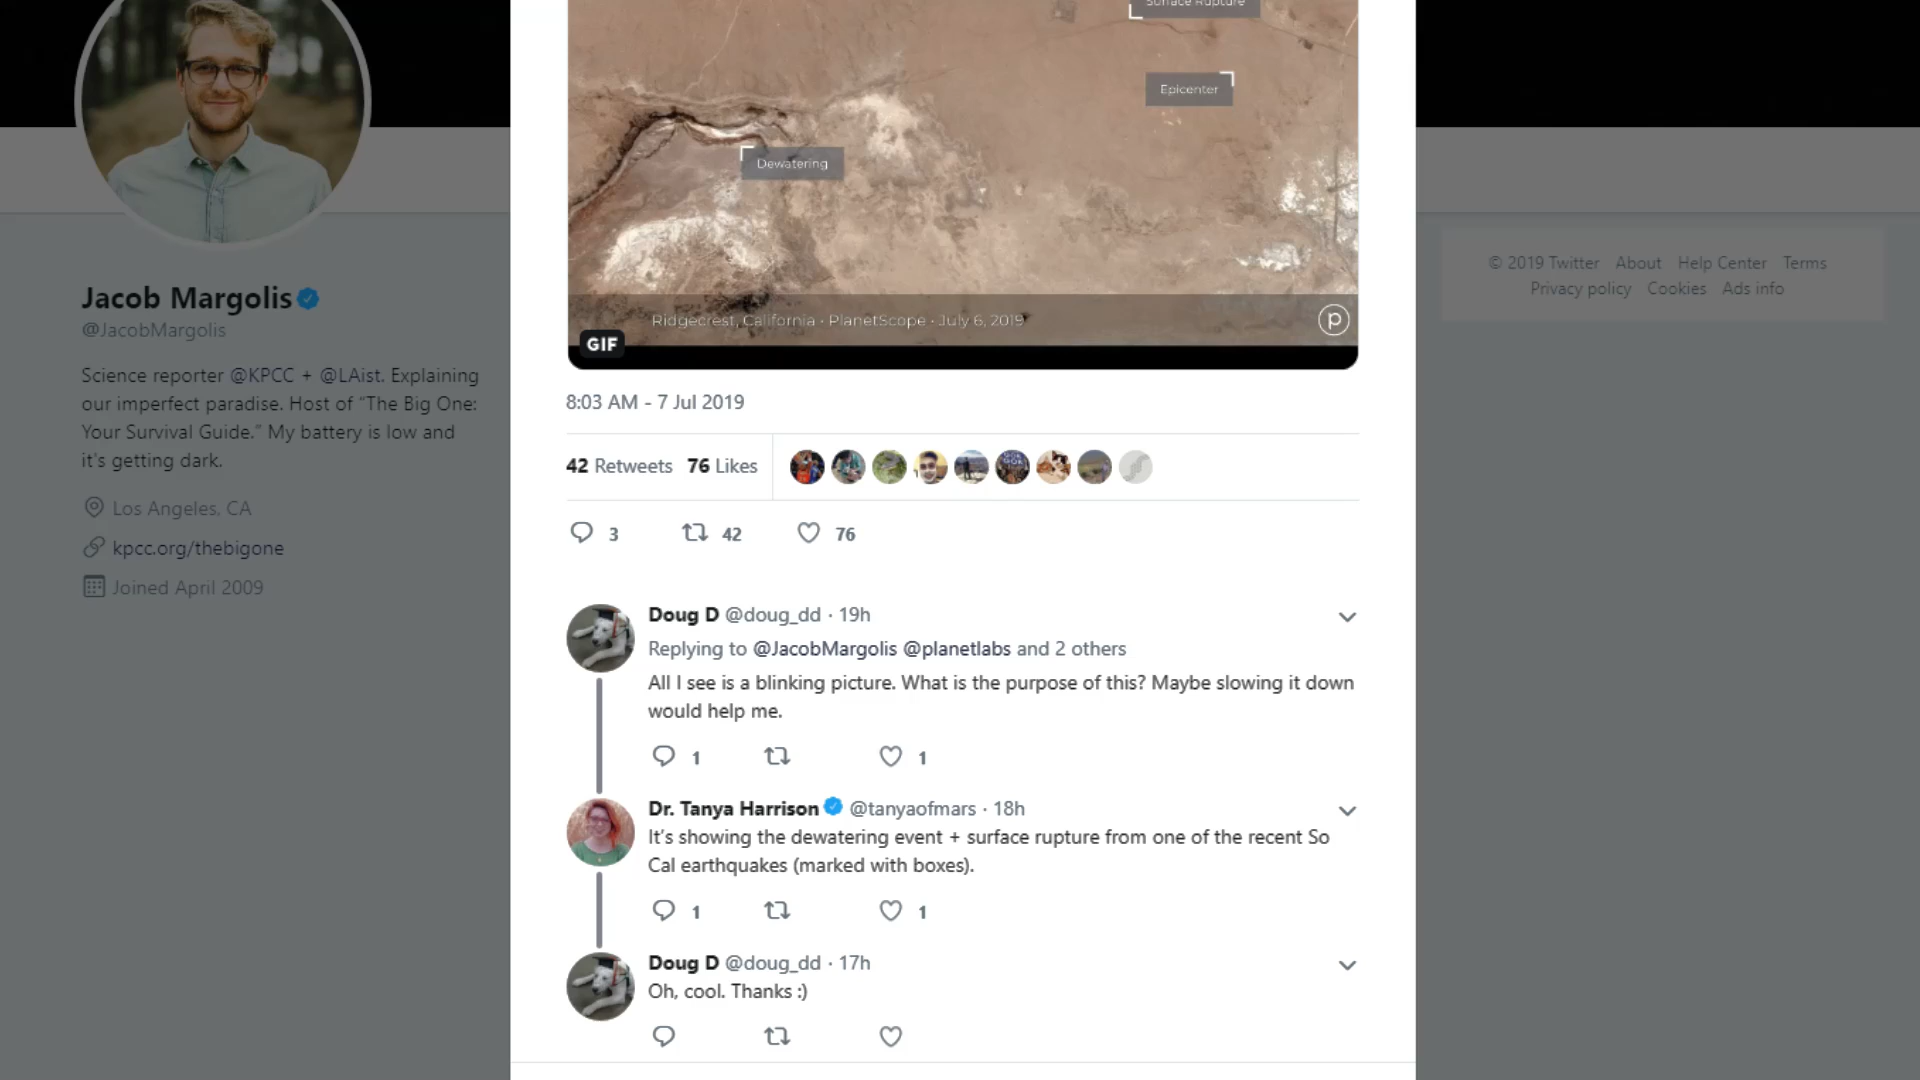 Surface Rupture
Epicenter
Dewatering
Ridgecrest, California · PlanetScope · July 6, 2019
p
GIF
Jacob Margolis
@JacobMargolis
Science reporter @KPCC + @LAist. Explaining
our imperfect paradise. Host of “The Big One:
Your Survival Guide.” My battery is low and
it's getting dark.
Los Angeles, CA
kpcc.org/thebigone
Joined April 2009
8:03 AM - 7 Jul 2019
42 Retweets 76 Likes
3 42 76
Doug D @doug_dd · 19h
Replying to @JacobMargolis @planetlabs and 2 others
All I see is a blinking picture. What is the purpose of this? Maybe slowing it down
would help me.
1 1
Dr. Tanya Harrison @tanyaofmars · 18h
It’s showing the dewatering event + surface rupture from one of the recent So
Cal earthquakes (marked with boxes).
1 1
Doug D @doug_dd · 17h
Oh, cool. Thanks :)
© 2019 Twitter About Help Center Terms
Privacy policy Cookies Ads info